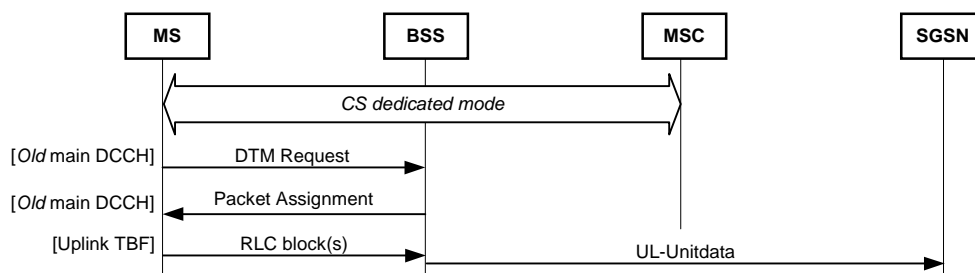 MS BSS MSC SGSN
CS dedicated mode
[Old main DCCH] DTM Request
[Old main DCCH] Packet Assignment
[Uplink TBF] RLC block(s) UL-Unitdata